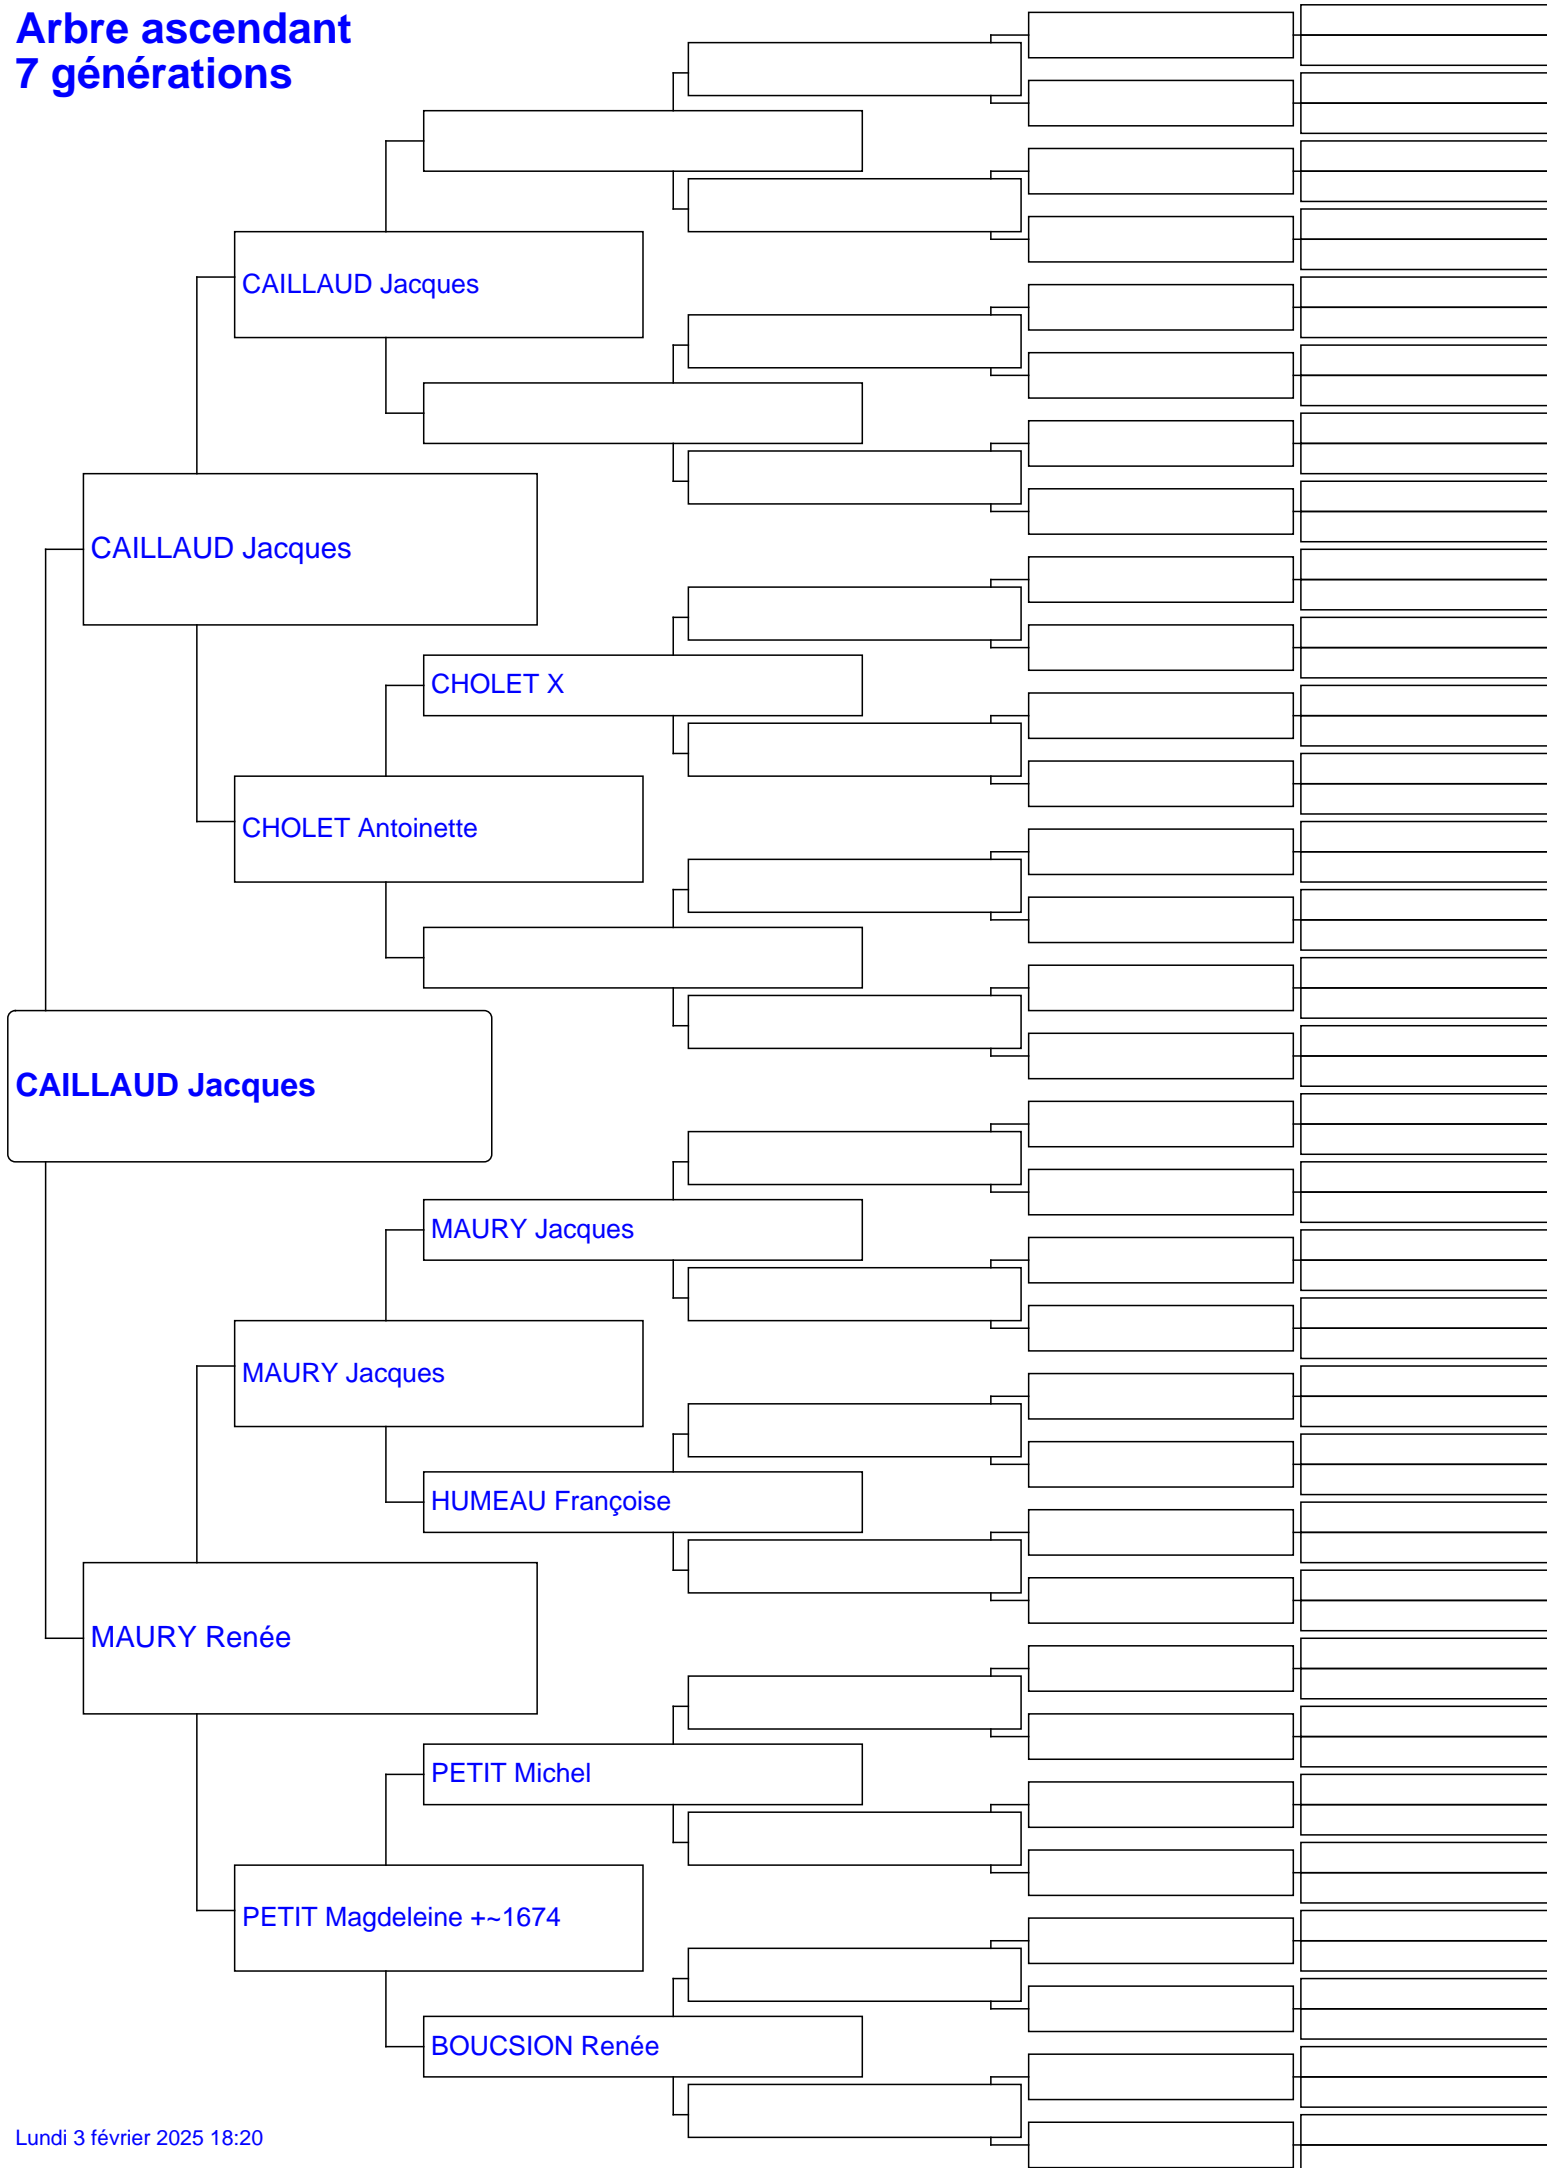 Arbre ascendant
7 générations
CAILLAUD Jacques
CAILLAUD Jacques
CHOLET X
CHOLET Antoinette
CAILLAUD Jacques
MAURY Jacques
MAURY Jacques
HUMEAU Françoise
MAURY Renée
PETIT Michel
PETIT Magdeleine +~1674
BOUCSION Renée
Lundi 3 février 2025 18:20